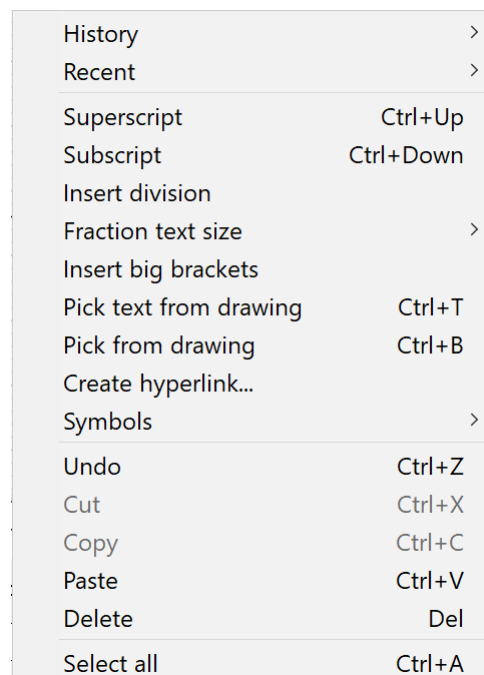 History
Recent
Superscript Ctrl+Up
Subscript Ctrl+Down
Insert division
Fraction text size
Insert big brackets
Pick text from drawing Ctrl+T
Pick from drawing Ctrl+B
Create hyperlink...
Symbols
Undo Ctrl+Z
Cut Ctrl+X
Copy Ctrl+C
Paste Ctrl+V
Delete Del
Select all Ctrl+A